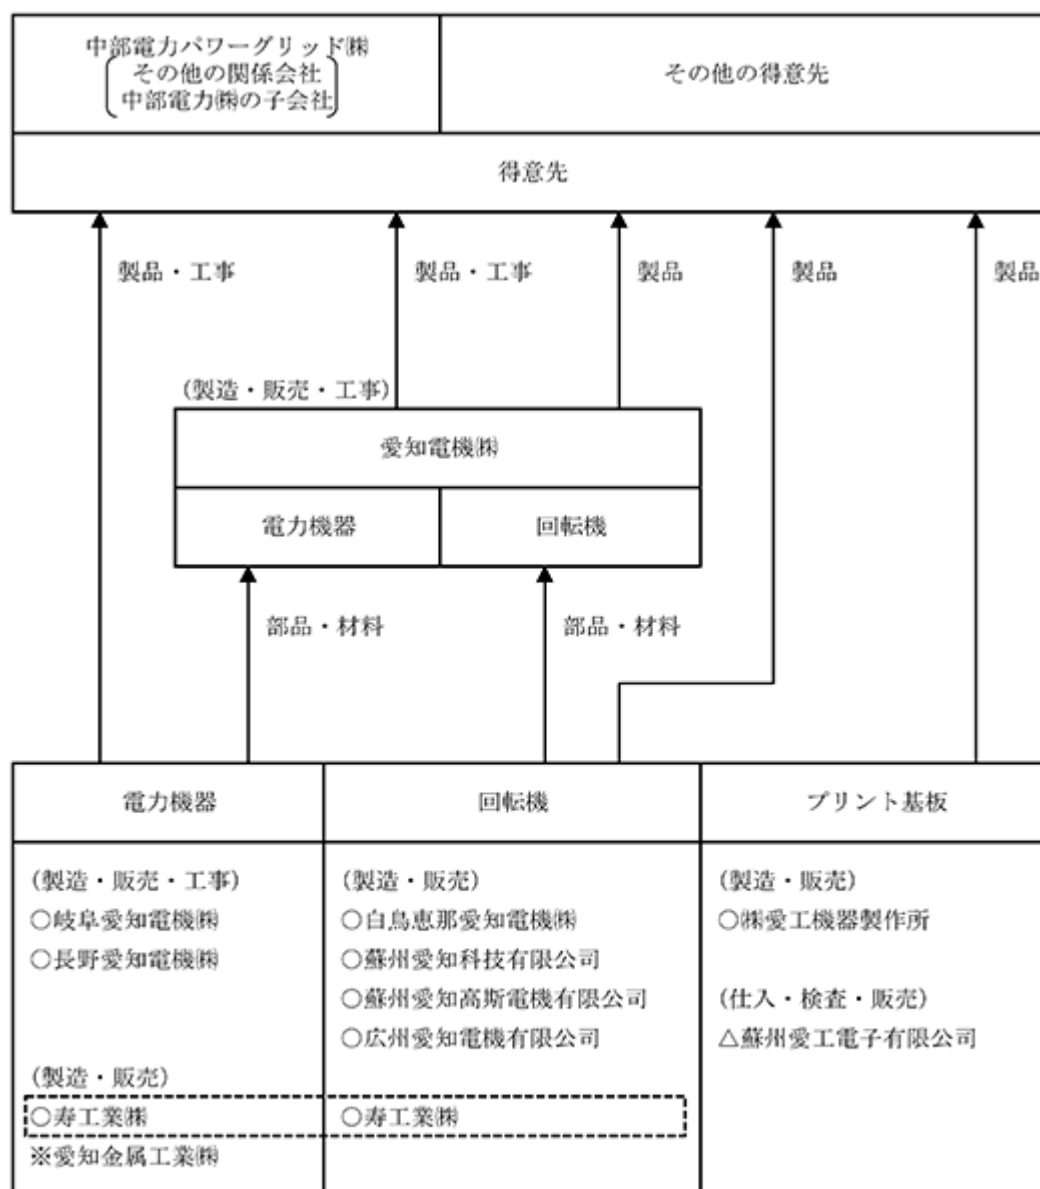 中部電力パワーグリッド㈱
その他の関係会社
中部電力㈱の子会社
その他の得意先
得意先
製品・工事
製品・工事
製品
製品
製品
(製造・販売・工事)
愛知電機㈱
電力機器
回転機
部品・材料
部品・材料
電力機器
回転機
プリント基板
(製造・販売・工事)
○岐阜愛知電機㈱
○長野愛知電機㈱
(製造・販売)
○寿工業㈱
※愛知金属工業㈱
(製造・販売)
○白鳥恵那愛知電機㈱
○蘇州愛知科技有限公司
○蘇州愛知高斯電機有限公司
○広州愛知電機有限公司
○寿工業㈱
(製造・販売)
○㈱愛工機器製作所
(仕入・検査・販売)
△蘇州愛工電子有限公司